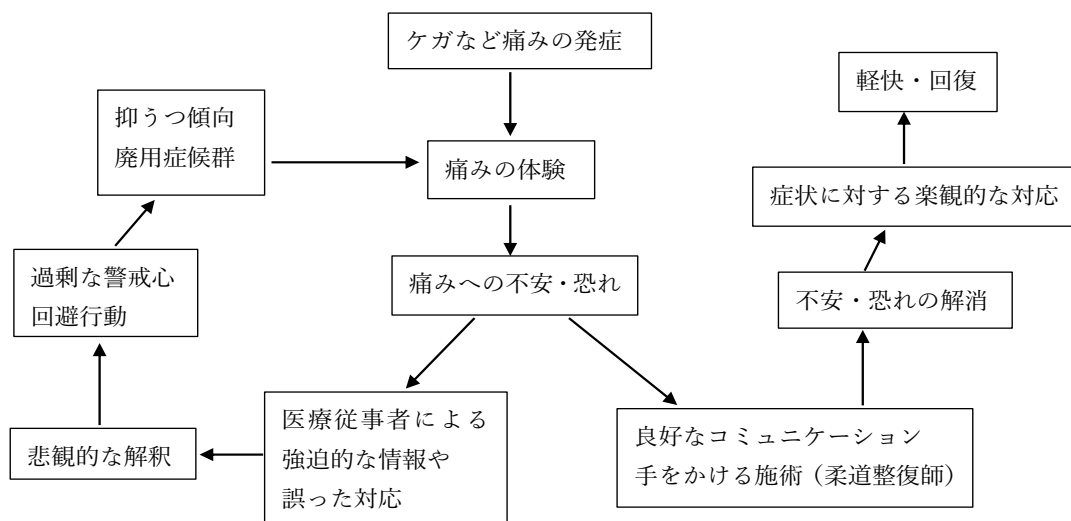 ケガなど痛みの発症
軽快・回復
抑うつ傾向
廃用症候群
痛みの体験
症状に対する楽観的な対応
過剰な警戒心
回避行動
痛みへの不安・恐れ
不安・恐れの解消
医療従事者による
強迫的な情報や
誤った対応
良好なコミュニケーション
手をかける施術（柔道整復師）
悲観的な解釈